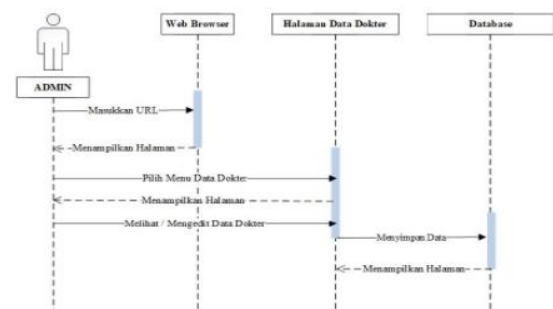 Web Browser
Halaman Data Dokter
Database
ADMIN
Masukkan URL
Menampilkan Halaman
Pilih Menu Data Dokter
Menampilkan Halaman
Melihat / Mengedit Data Dokter
Menyimpan Data
Menampilkan Halaman